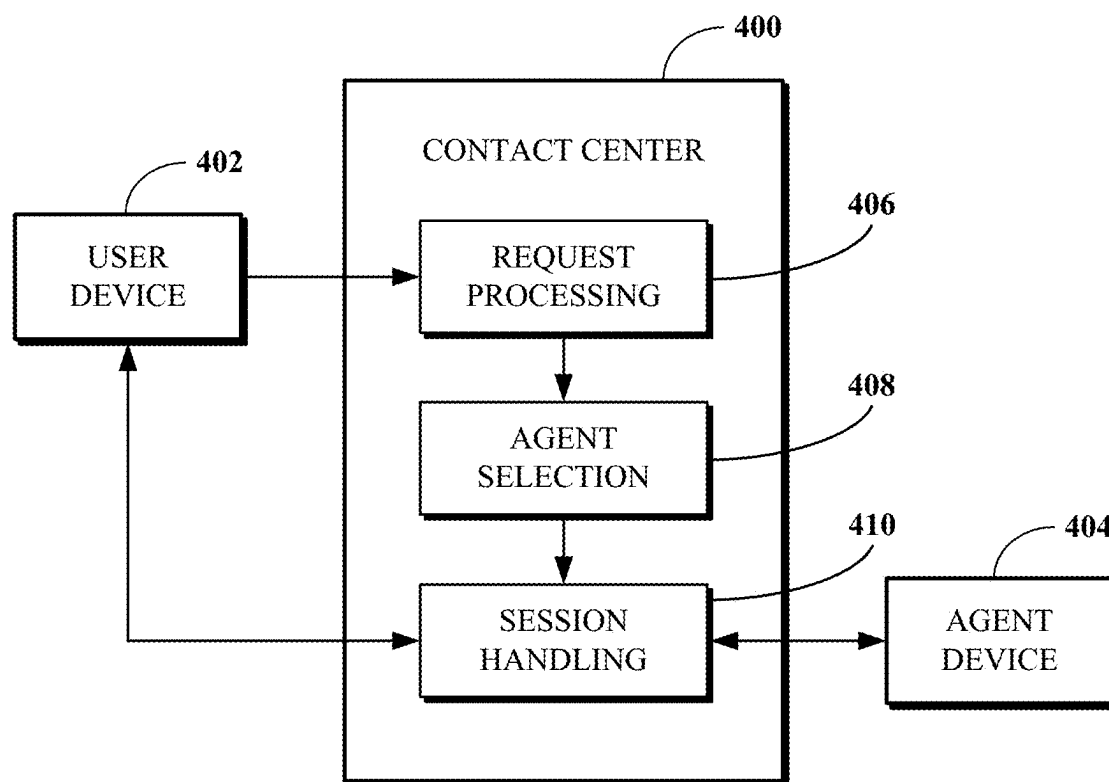 400
CONTACT CENTER
402
USER
DEVICE
406
REQUEST
PROCESSING
408
AGENT
SELECTION
410
SESSION
HANDLING
404
AGENT
DEVICE